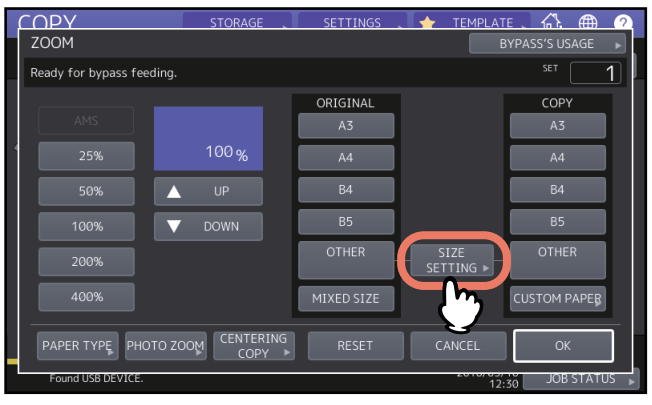 COPY STORAGE SETTINGS TEMPLATE ?
ZOOM BYPASS'S USAGE
Ready for bypass feeding. SET 1
ORIGINAL COPY
AMS A3 A3
25% 100 % A4 A4
50% UP B4 B4
100% DOWN B5 B5
200% OTHER SIZE SETTING OTHER
400% MIXED SIZE CUSTOM PAPER
PAPER TYPE PHOTO ZOOM CENTERING COPY RESET CANCEL OK
Found USB DEVICE. 12:30 JOB STATUS